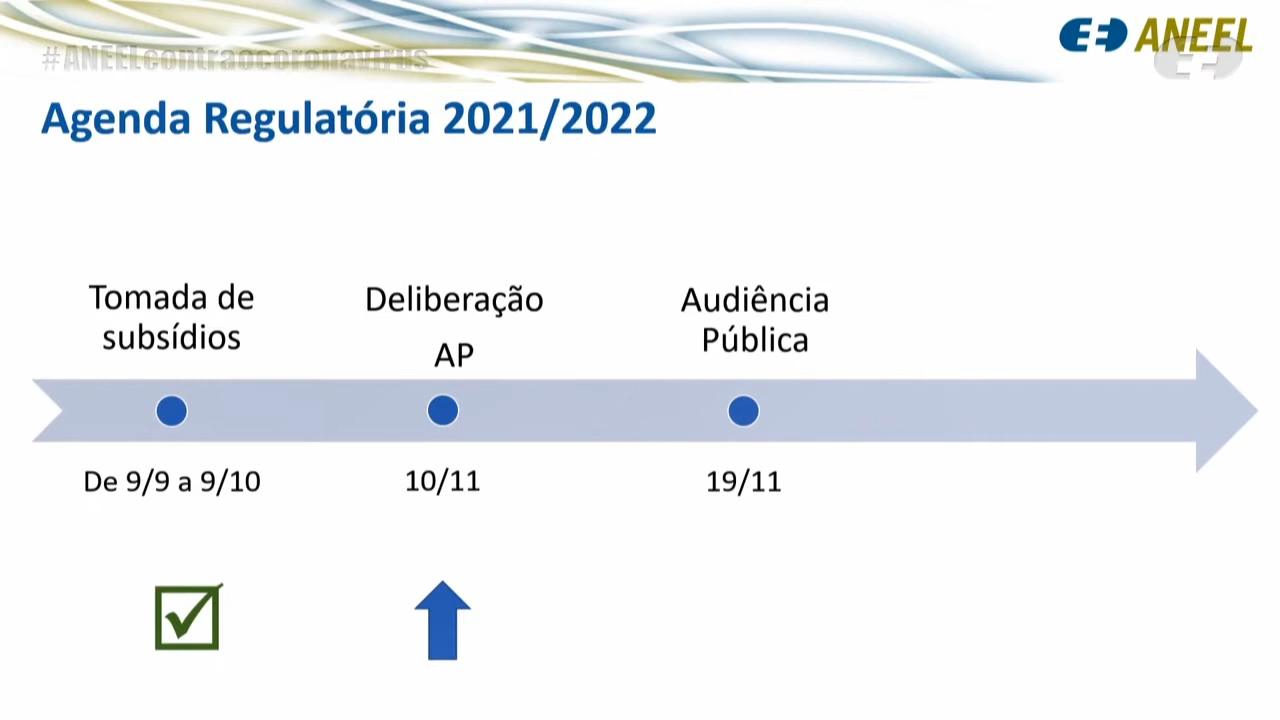 #ANEELcontraocoronavirus
ANEEL
Agenda Regulatória 2021/2022
Tomada de
subsídios
Deliberação
AP
Audiência
Pública
De 9/9 a 9/10
10/11
19/11